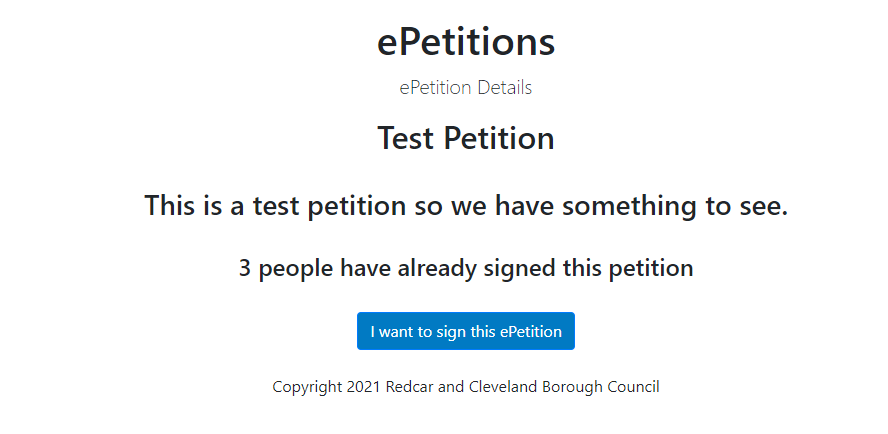 ePetitions
ePetition Details
Test Petition
This is a test petition so we have something to see.
3 people have already signed this petition
I want to sign this ePetition
Copyright 2021 Redcar and Cleveland Borough Council